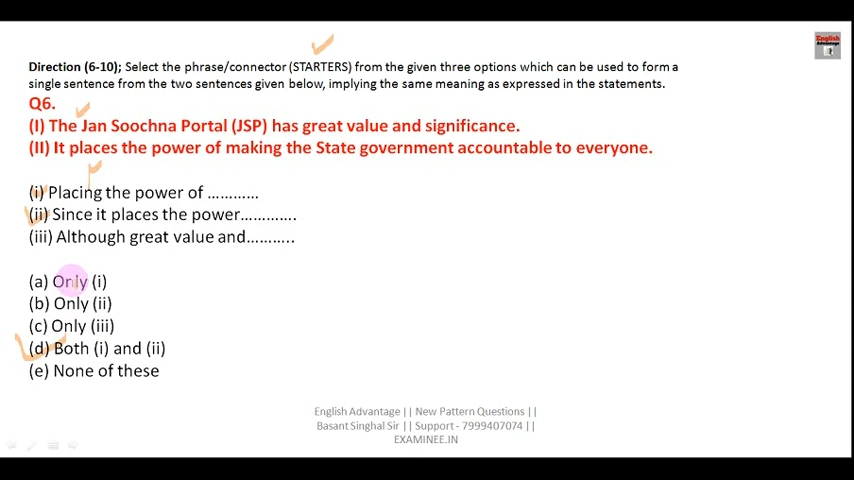 English
Advantage
Direction (6-10); Select the phrase/connector (STARTERS) from the given three options which can be used to form a
single sentence from the two sentences given below, implying the same meaning as expressed in the statements.
Q6.
(I) The Jan Soochna Portal (JSP) has great value and significance.
(II) It places the power of making the State government accountable to everyone.
(i) Placing the power of …………
(ii) Since it places the power………….
(iii) Although great value and………..
(a) Only (i)
(b) Only (ii)
(c) Only (iii)
(d) Both (i) and (ii)
(e) None of these
English Advantage || New Pattern Questions ||
Basant Singhal Sir || Support - 7999407074 ||
EXAMINEE.IN